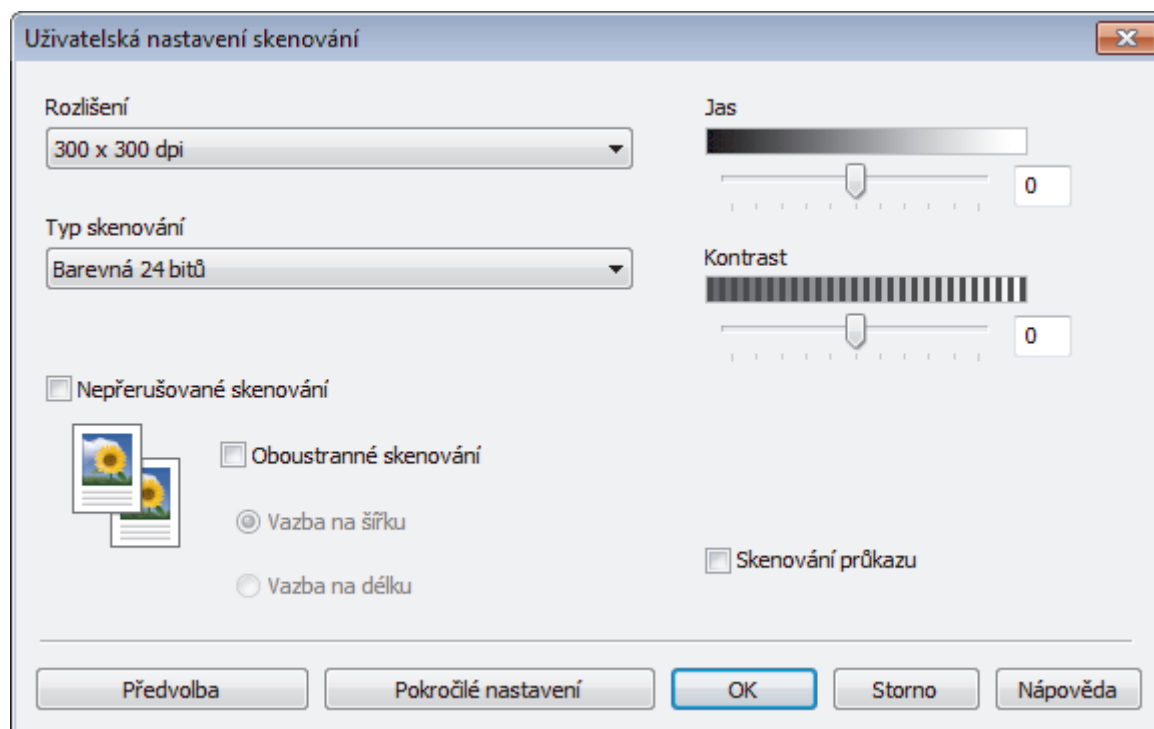 Uživatelská nastavení skenování
Rozlišení
300 x 300 dpi
Typ skenování
Barevná 24 bitů
Jas
0
Kontrast
0
Nepřerušované skenování
Oboustranné skenování
Vazba na šířku
Vazba na délku
Skenování průkazu
Předvolba
Pokročilé nastavení
OK
Storno
Nápověda